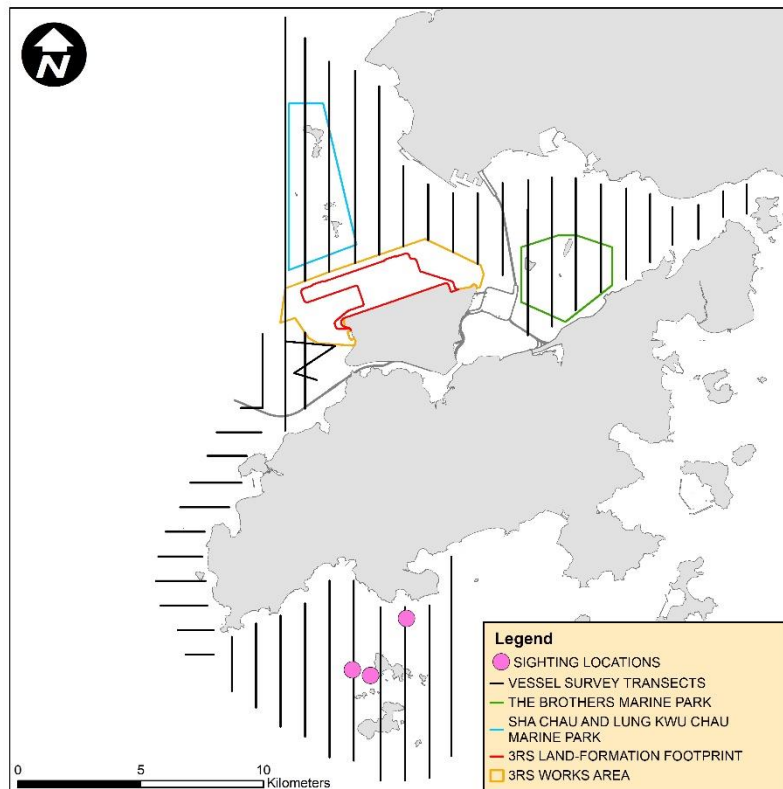 N
Legend
SIGHTING LOCATIONS
VESSEL SURVEY TRANSECTS
THE BROTHERS MARINE PARK
SHA CHAU AND LUNG KWU CHAU
MARINE PARK
3RS LAND-FORMATION FOOTPRINT
3RS WORKS AREA
0 5 10
Kilometers